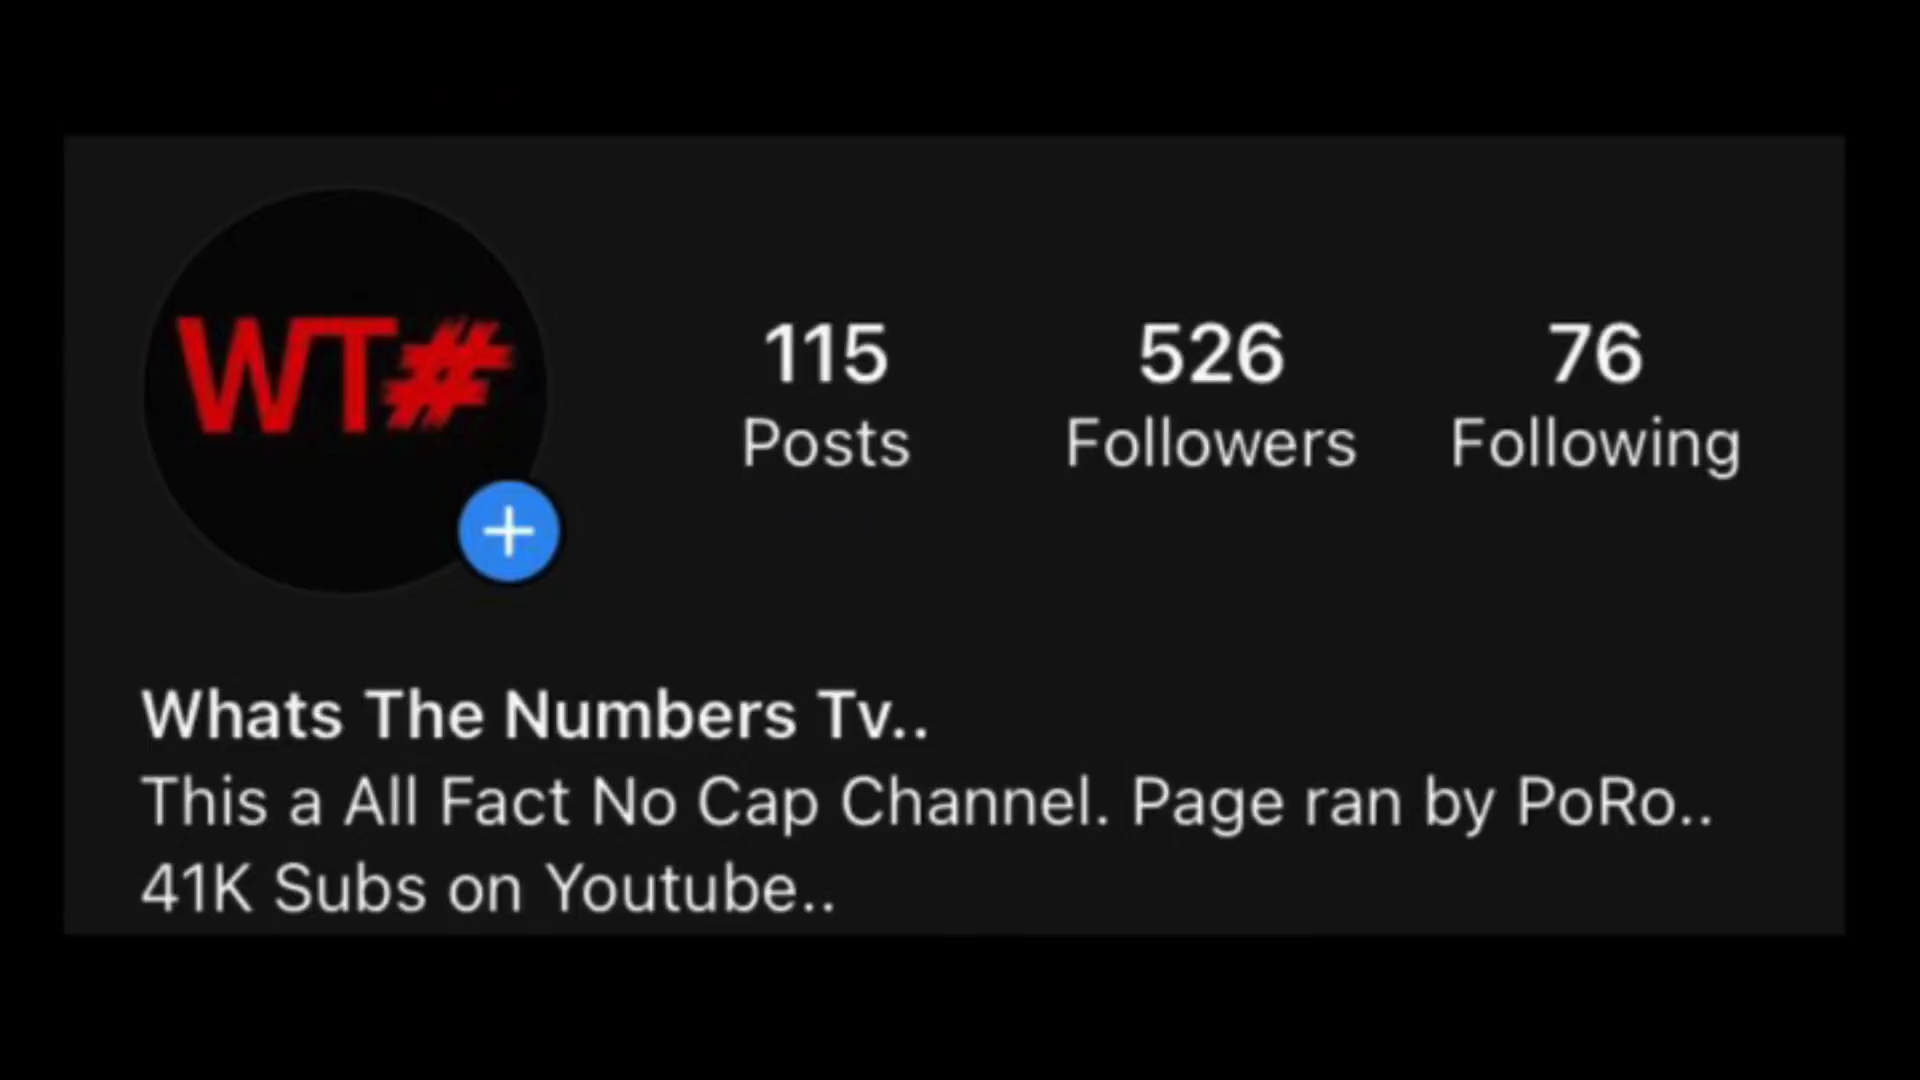 WT#
115 526 76
Posts Followers Following
Whats The Numbers Tv..
This a All Fact No Cap Channel. Page ran by PoRo..
41K Subs on Youtube..